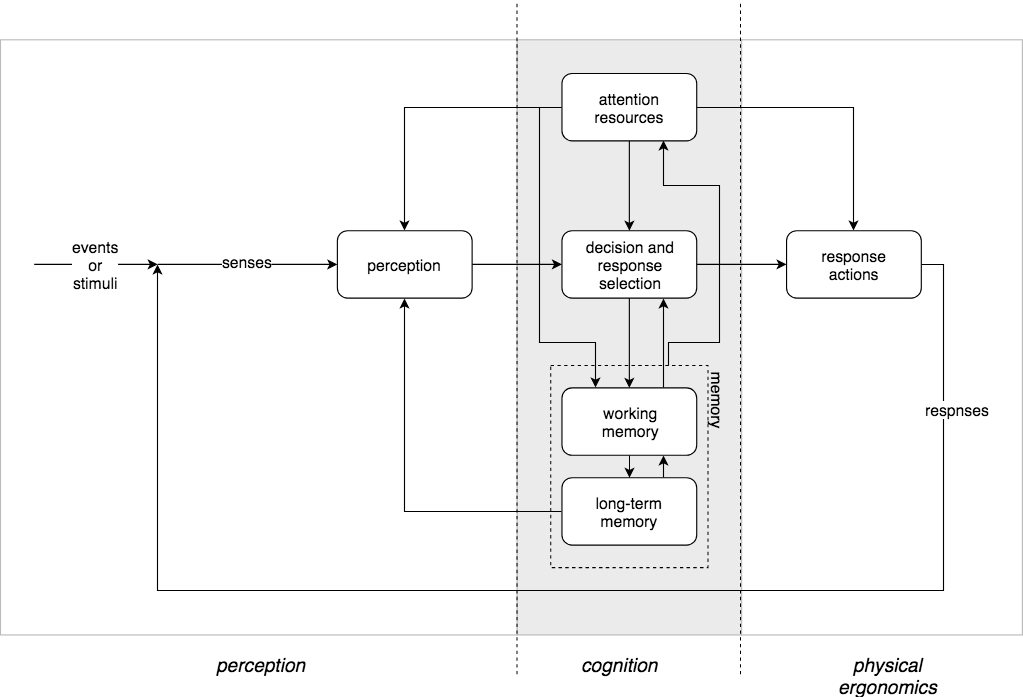 attention
resources
events
or
stimuli
senses
perception
decision and
response
selection
response
actions
memory
working
memory
respnses
long-term
memory
perception
cognition
physical
ergonomics